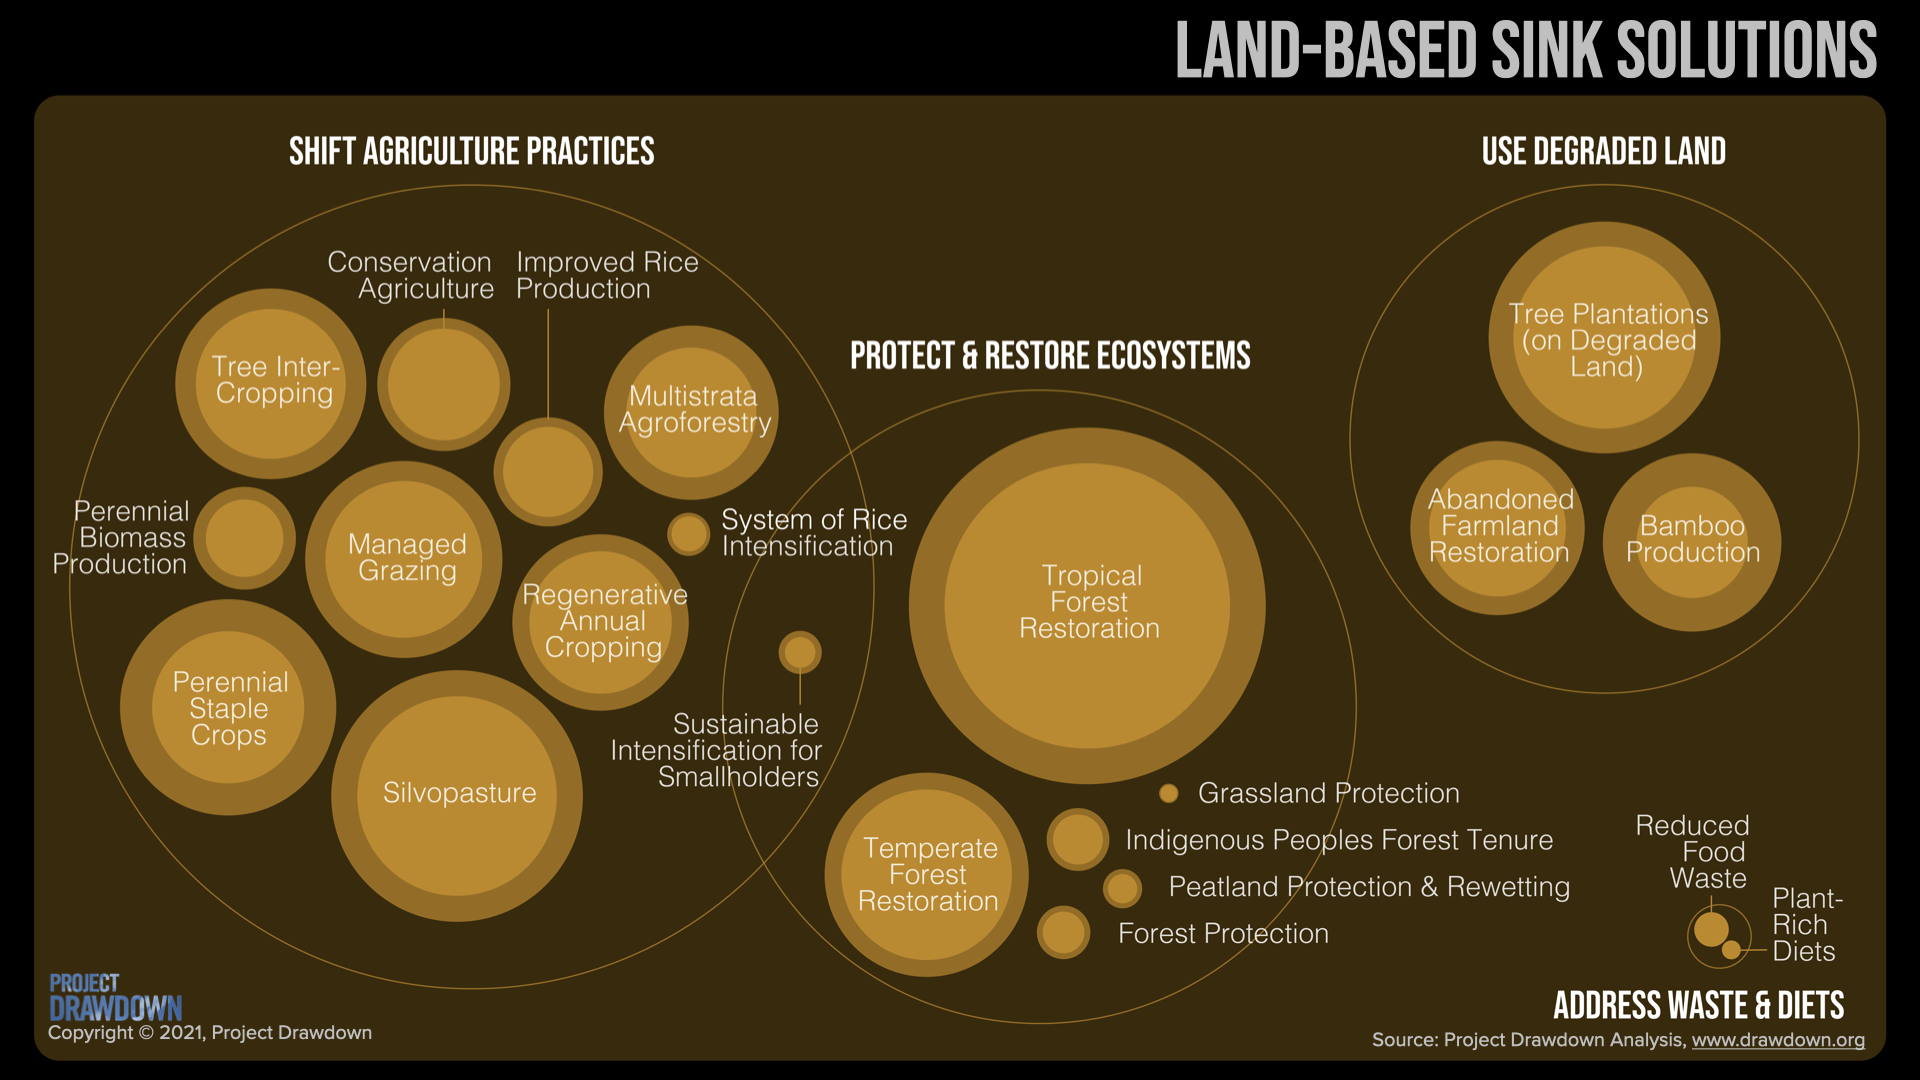 LAND-BASED SINK SOLUTIONS
SHIFT AGRICULTURE PRACTICES
Conservation
Agriculture
Improved Rice
Production
Tree Inter-
Cropping
Multistrata
Agroforestry
Perennial
Biomass
Production
Managed
Grazing
System of Rice
Intensification
Regenerative
Annual
Cropping
Perennial
Staple
Crops
Silvopasture
Sustainable
Intensification for
Smallholders
PROTECT & RESTORE ECOSYSTEMS
Tropical
Forest
Restoration
Temperate
Forest
Restoration
Grassland Protection
Indigenous Peoples Forest Tenure
Peatland Protection & Rewetting
Forest Protection
USE DEGRADED LAND
Tree Plantations
(on Degraded
Land)
Abandoned
Farmland
Restoration
Bamboo
Production
Reduced
Food
Waste
Plant-
Rich
Diets
ADDRESS WASTE & DIETS
PROJECT
DRAWDOWN
Copyright © 2021, Project Drawdown
Source: Project Drawdown Analysis, www.drawdown.org